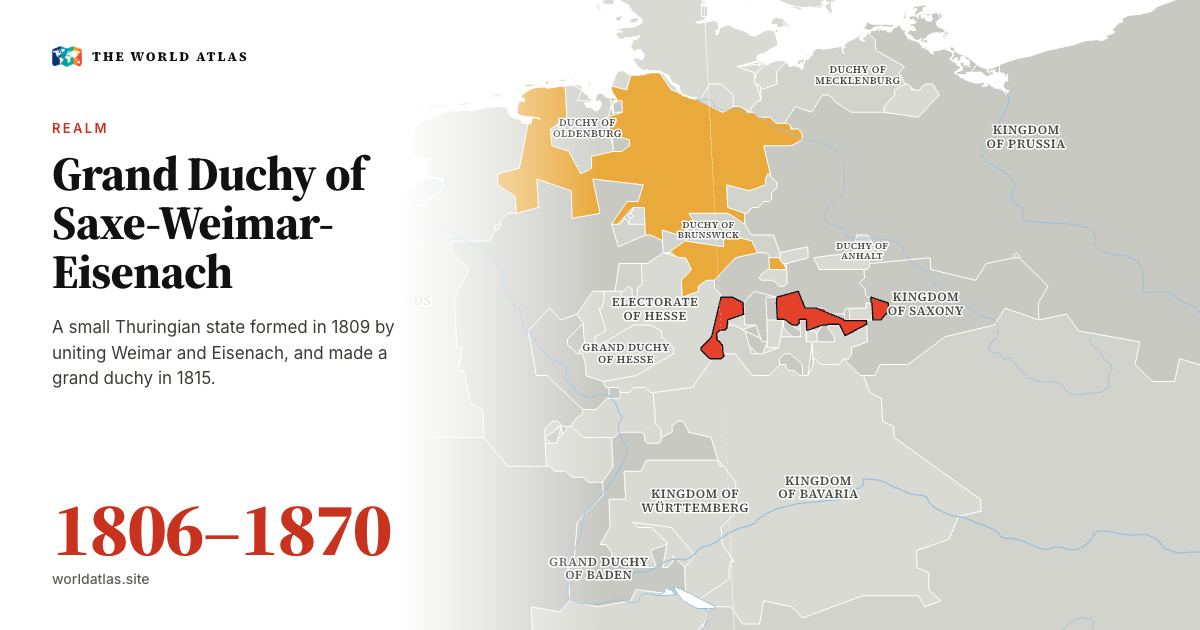 THE WORLD ATLAS
REALM
Grand Duchy of
Saxe-Weimar-
Eisenach
A small Thuringian state formed in 1809 by
uniting Weimar and Eisenach, and made a
grand duchy in 1815.
1806–1870
worldatlas.site
DUCHY OF
MECKLENBURG
DUCHY OF
OLDENBURG
KINGDOM
OF PRUSSIA
DUCHY OF
BRUNSWICK
DUCHY OF
ANHALT
NDS
ELECTORATE
OF HESSE
KINGDOM
OF SAXONY
GRAND DUCHY
OF HESSE
KINGDOM OF
WÜRTTEMBERG
KINGDOM
OF BAVARIA
GRAND DUCHY
OF BADEN